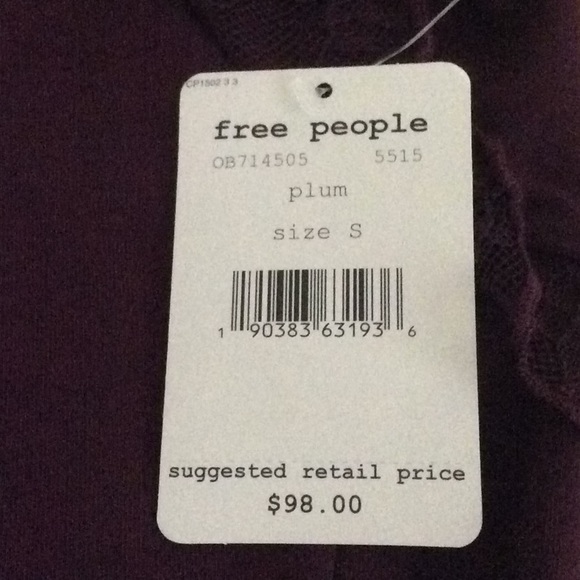 CP1502 3 3
free people
OB714505 5515
plum
size S
1 90383 63193 6
suggested retail price
$98.00